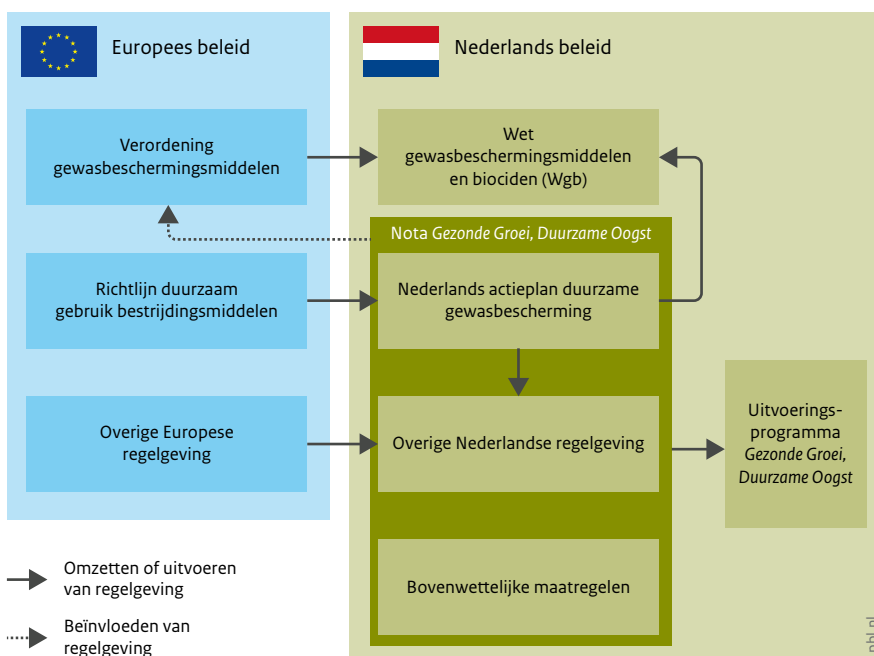 Europees beleid
Nederlands beleid
Verordening
gewasbeschermingsmiddelen
Wet
gewasbeschermingsmiddelen
en biociden (Wgb)
Nota Gezonde Groei, Duurzame Oogst
Richtlijn duurzaam
gebruik bestrijdingsmiddelen
Nederlands actieplan duurzame
gewasbescherming
Overige Europese
regelgeving
Overige Nederlandse regelgeving
Uitvoerings-
programma
Gezonde Groei,
Duurzame Oogst
Bovenwettelijke maatregelen
Omzetten of uitvoeren
van regelgeving
Beïnvloeden van
regelgeving
pbl.nl